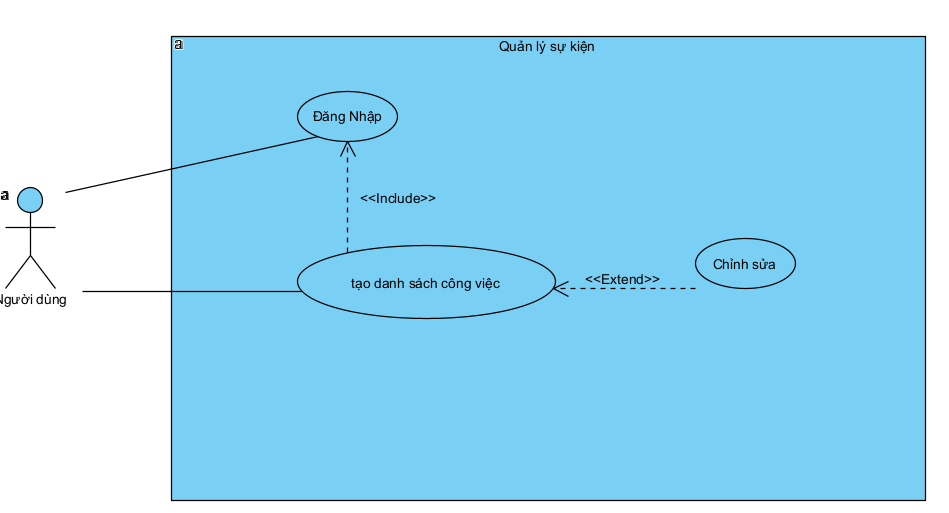 a
Quản lý sự kiện
Đăng Nhập
a
<<Include>>
tạo danh sách công việc
<<Extend>>
Chỉnh sửa
Người dùng